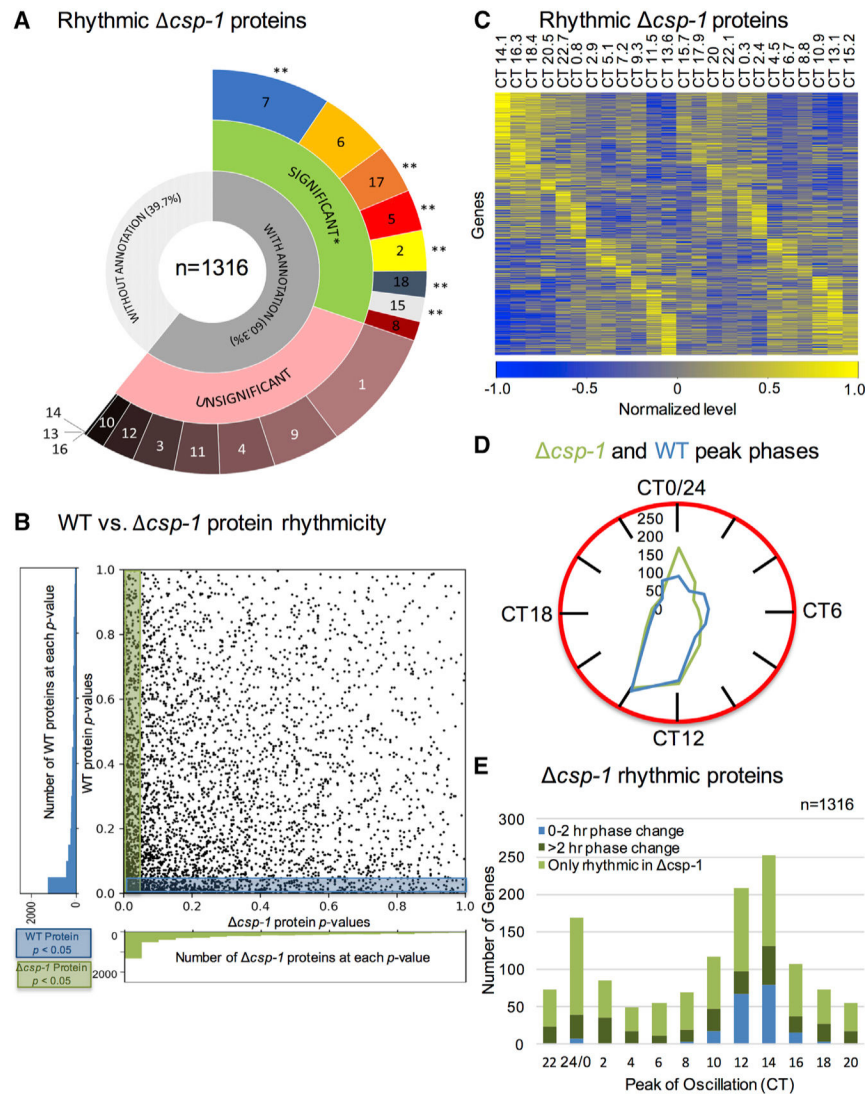 A Rhythmic Δcsp-1 proteins
7
**
6
17
**
5
**
2
**
18
**
15
**
8
SIGNIFICANT*
WITHOUT ANNOTATION (39.7%)
WITH ANNOTATION (60.3%)
n=1316
UNSIGNIFICANT
1
9
4
11
3
12
10
14
13
16
B WT vs. Δcsp-1 protein rhythmicity
Number of WT proteins at each p-value
2000
0
WT protein p-values
1.0
0.8
0.6
0.4
0.2
0.0
0.0 0.2 0.4 0.6 0.8 1.0
Δcsp-1 protein p-values
WT Protein
p < 0.05
Δcsp-1 Protein
p < 0.05
0
2000
Number of Δcsp-1 proteins at each p-value
C Rhythmic Δcsp-1 proteins
CT 14.1
CT 16.3
CT 18.4
CT 20.5
CT 22.7
CT 0.8
CT 2.9
CT 5.1
CT 7.2
CT 9.3
CT 11.5
CT 13.6
CT 15.7
CT 17.9
CT 20
CT 22.1
CT 0.3
CT 2.4
CT 4.5
CT 6.7
CT 8.8
CT 10.9
CT 13.1
CT 15.2
Genes
-1.0 -0.5 0 0.5 1.0
Normalized level
D Δcsp-1 and WT peak phases
CT0/24
250
200
150
100
50
0
CT18
CT6
CT12
E Δcsp-1 rhythmic proteins
n=1316
0-2 hr phase change
>2 hr phase change
Only rhythmic in Δcsp-1
Number of Genes
300
250
200
150
100
50
0
22 24/0 2 4 6 8 10 12 14 16 18 20
Peak of Oscillation (CT)